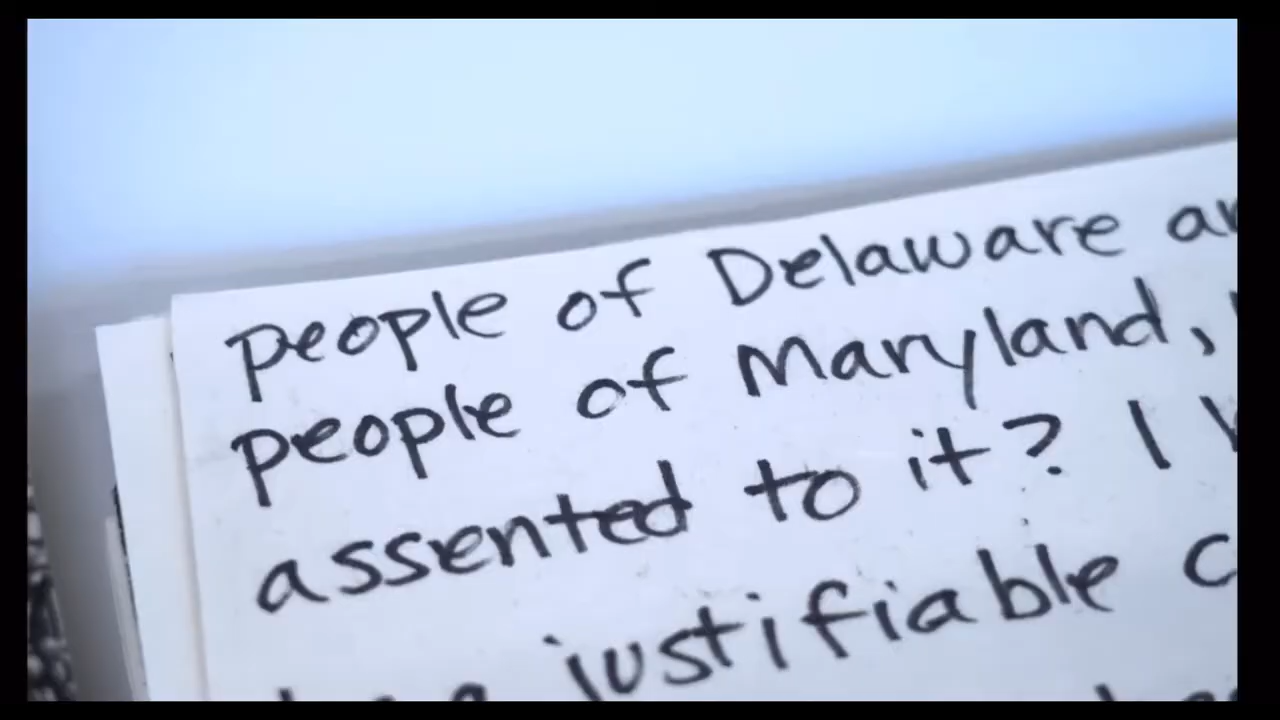 people of Delaware
people of Maryland,
assented to it? I
justifiable